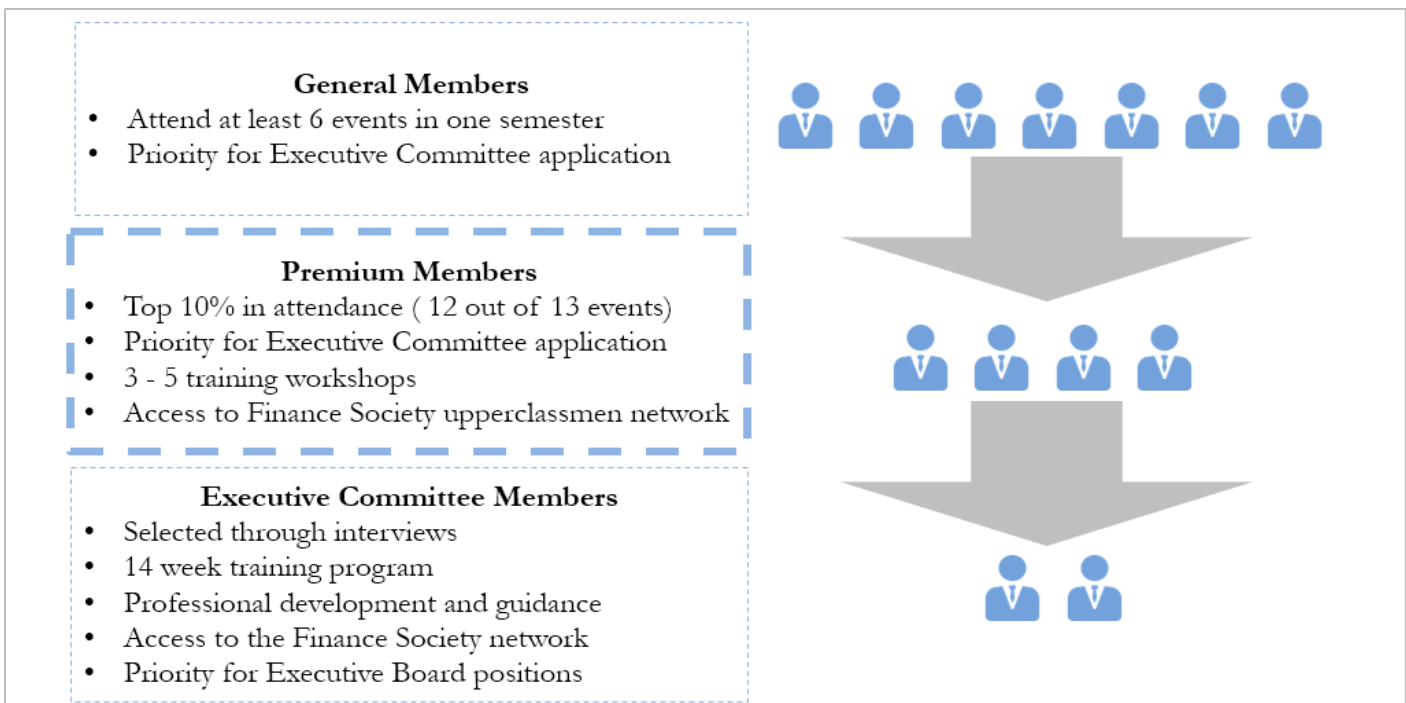 General Members
• Attend at least 6 events in one semester
• Priority for Executive Committee application
Premium Members
• Top 10% in attendance ( 12 out of 13 events)
• Priority for Executive Committee application
• 3 - 5 training workshops
• Access to Finance Society upperclassmen network
Executive Committee Members
• Selected through interviews
• 14 week training program
• Professional development and guidance
• Access to the Finance Society network
• Priority for Executive Board positions